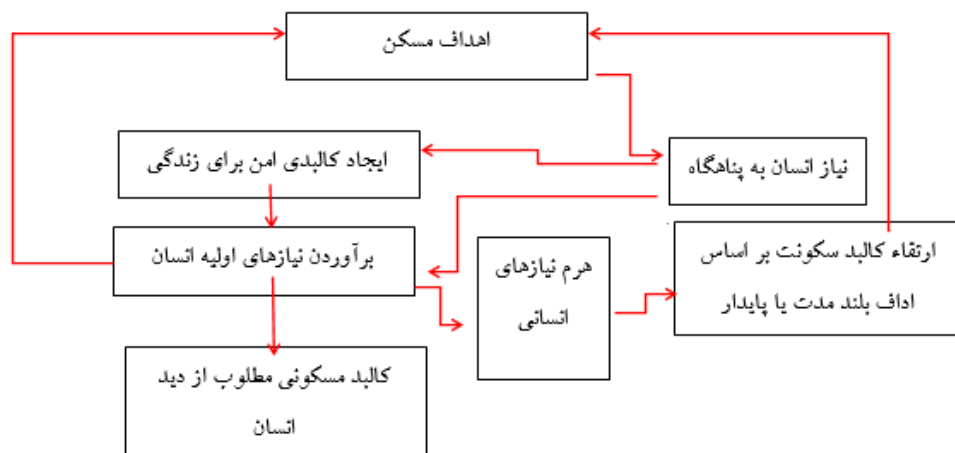 اهداف مسکن
ایجاد کالبدی امن برای زندگی
نیاز انسان به پناهگاه
برآوردن نیازهای اولیه انسان
هرم نیازهای
انسانی
ارتقاء کالبد سکونت بر اساس
اداف بلند مدت یا پایدار
کالبد مسکونی مطلوب از دید
انسان